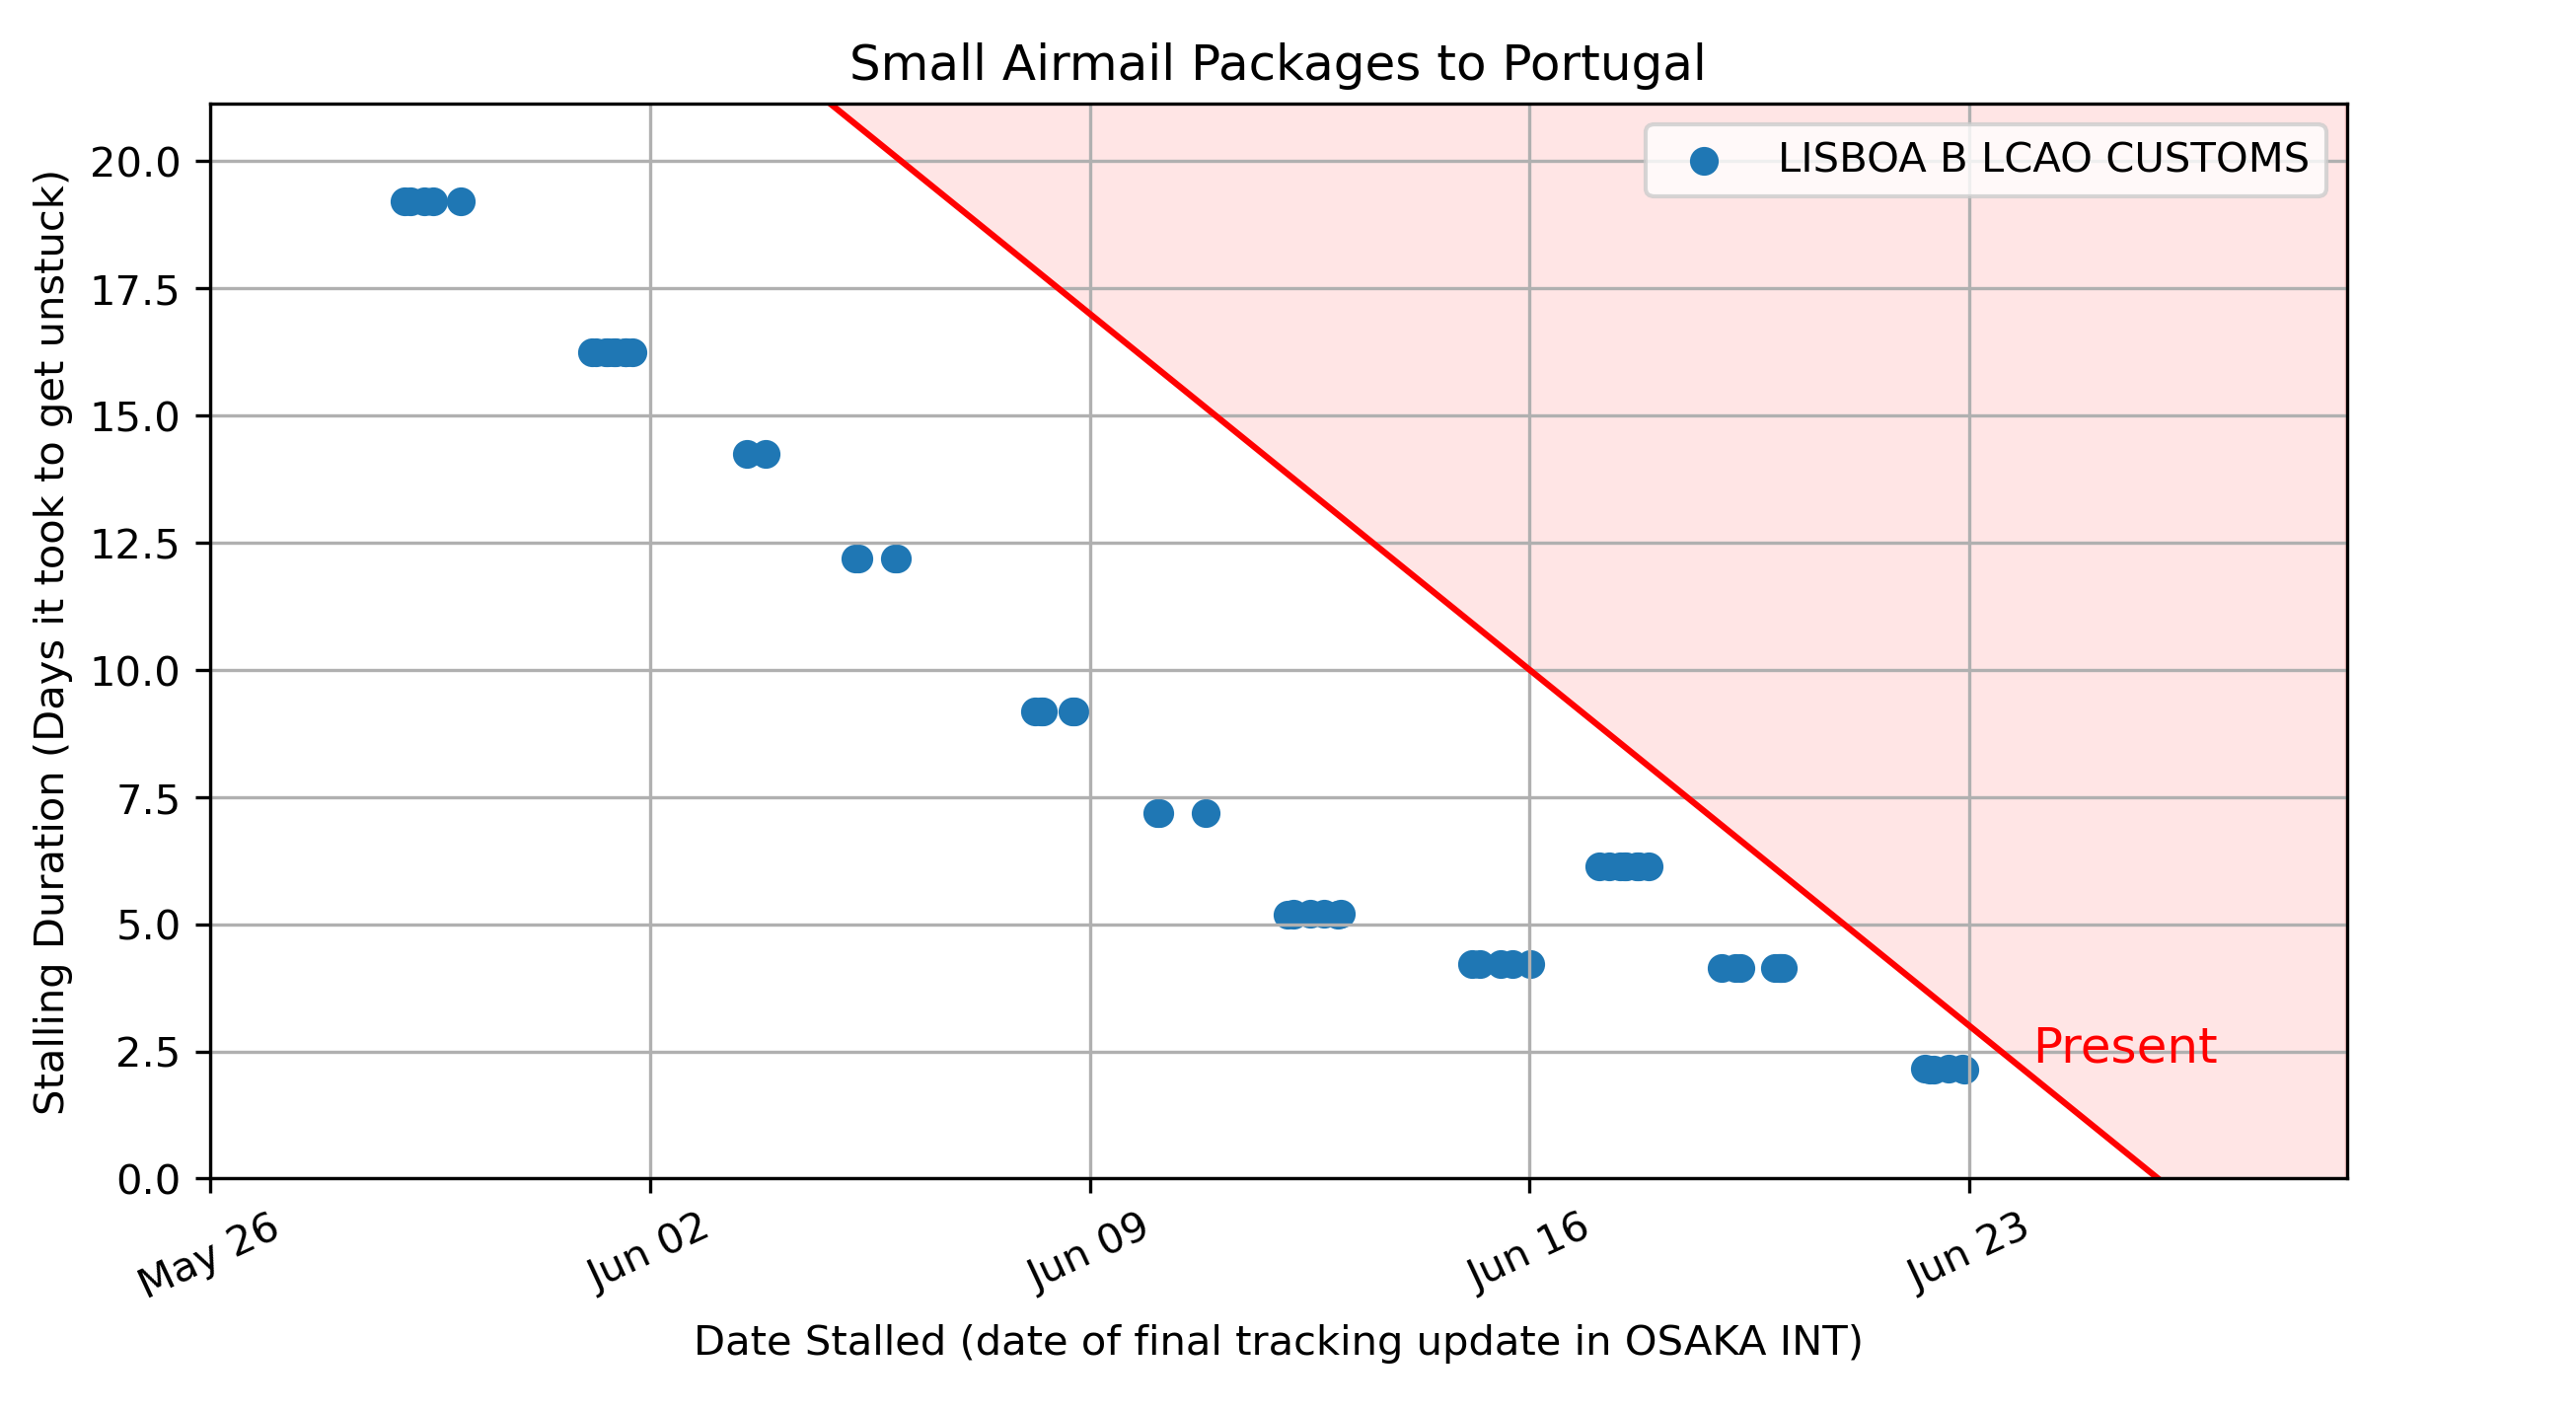 Small Airmail Packages to Portugal
LISBOA B LCAO CUSTOMS
Stalling Duration (Days it took to get unstuck)
20.0
17.5
15.0
12.5
10.0
7.5
5.0
2.5
0.0
Present
May 26
Jun 02
Jun 09
Jun 16
Jun 23
Date Stalled (date of final tracking update in OSAKA INT)